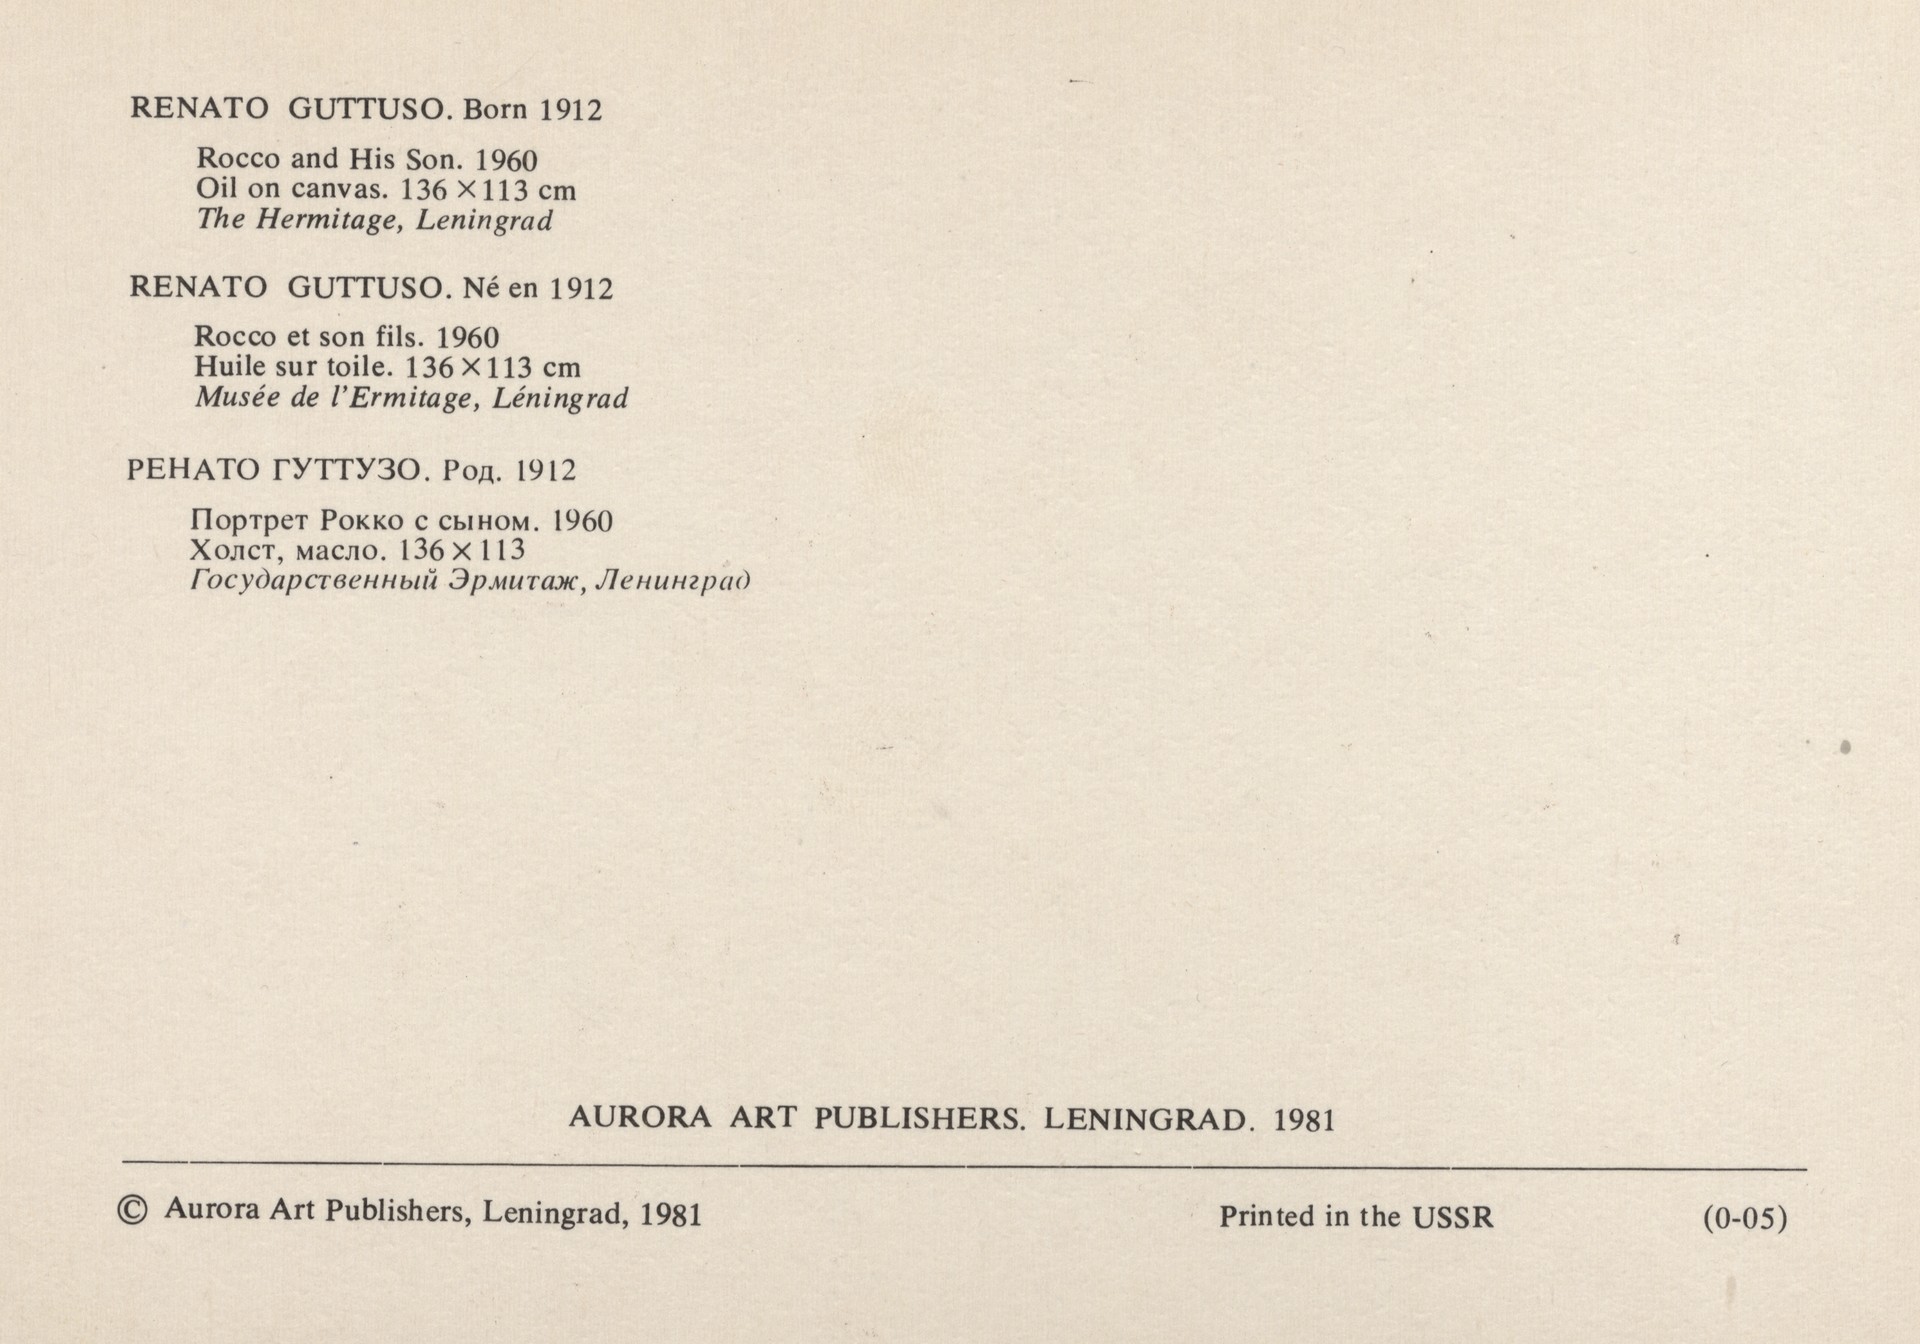 RENATO GUTTUSO. Born 1912
Rocco and His Son. 1960
Oil on canvas. 136 × 113 cm
The Hermitage, Leningrad
RENATO GUTTUSO. Né en 1912
Rocco et son fils. 1960
Huile sur toile. 136 × 113 cm
Musée de l'Ermitage, Léningrad
РЕНАТО ГУТТУЗО. Род. 1912
Портрет Рокко с сыном. 1960
Холст, масло. 136 × 113
Государственный Эрмитаж, Ленинград
AURORA ART PUBLISHERS. LENINGRAD. 1981
© Aurora Art Publishers, Leningrad, 1981 Printed in the USSR (0-05)